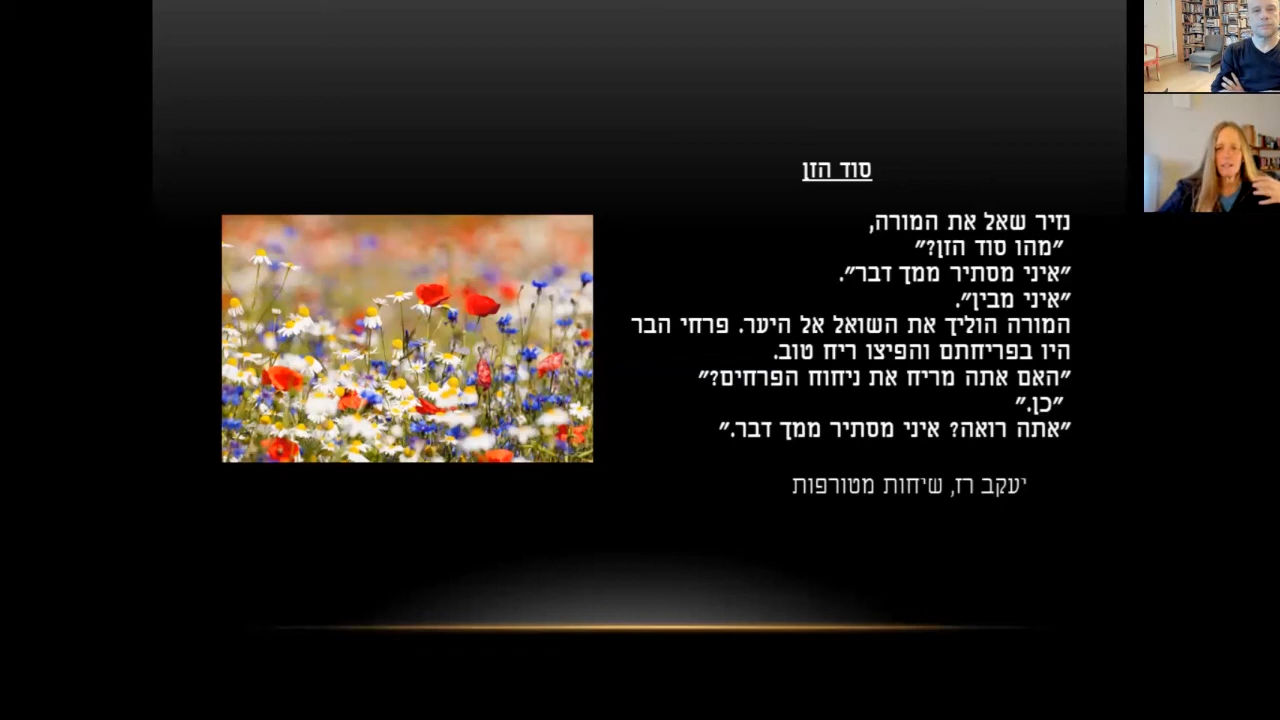 סוד הזן
נזיר שאל את המורה,
״מהו סוד הזן?״
״איני מסתיר ממך דבר״.
״איני מבין״.
המורה הוליך את השואל אל היער. פרחי הבר
היו בפריחתם והפיצו ריח טוב.
״האם אתה מריח את ניחוח הפרחים?״
״כן.״
״אתה רואה? איני מסתיר ממך דבר.״
יעקב רז, שיחות מטורפות